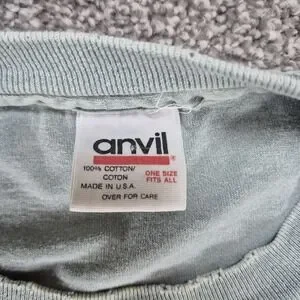 anvil®
100% COTTON/
COTON
MADE IN U.S.A.
ONE SIZE
FITS ALL
OVER FOR CARE